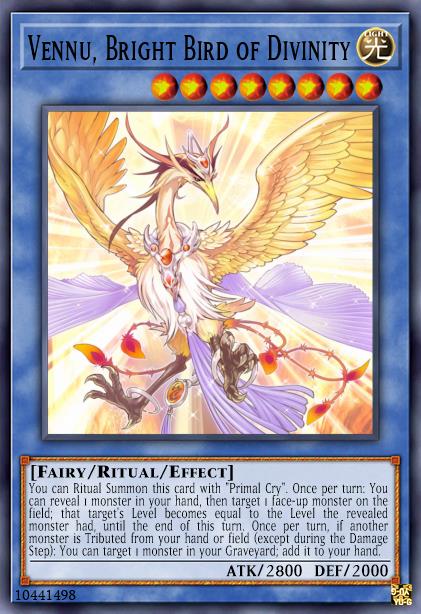 Vennu, Bright Bird of Divinity
LIGHT
光
[Fairy/Ritual/Effect]
You can Ritual Summon this card with "Primal Cry". Once per turn: You
can reveal 1 monster in your hand, then target 1 face-up monster on the
field; that target's Level becomes equal to the Level the revealed
monster had, until the end of this turn. Once per turn, if another
monster is Tributed from your hand or field (except during the Damage
Step): You can target 1 monster in your Graveyard; add it to your hand.
ATK/2800 DEF/2000
10441498